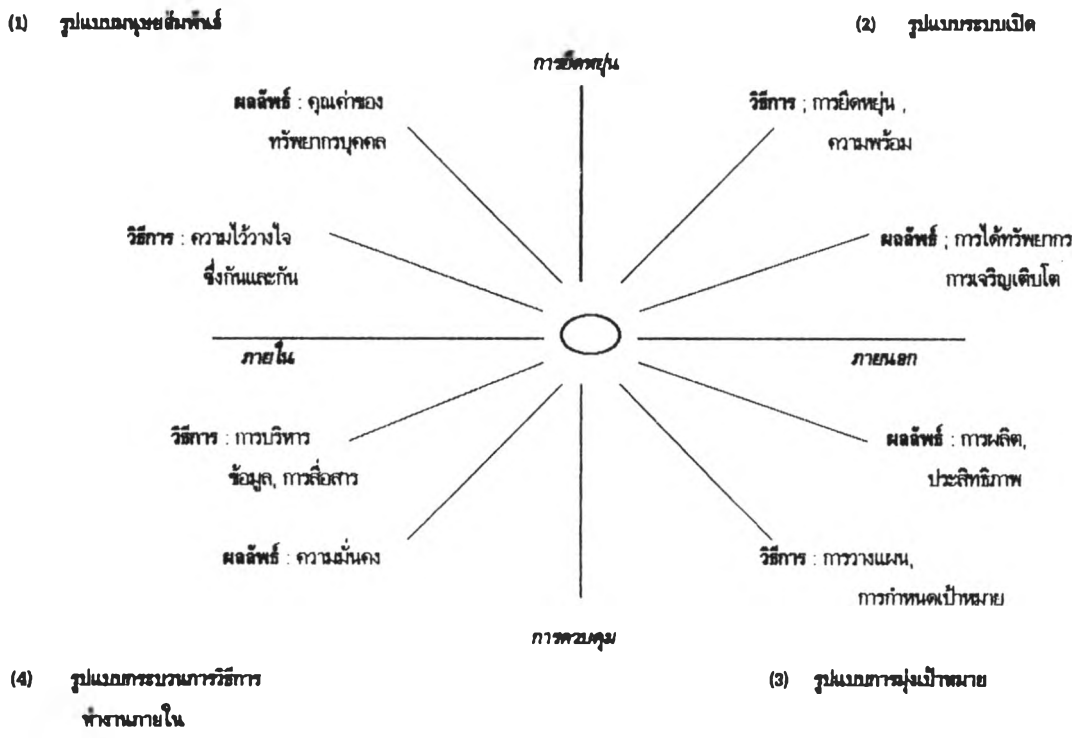 (1) รูปแบบมนุษยสัมพันธ์
(2) รูปแบบระบบเปิด
การยืดหยุ่น
ผลลัพธ์ : คุณค่าของ
ทรัพยากรบุคคล
วิธีการ ; การยืดหยุ่น ,
ความพร้อม
วิธีการ : ความไว้วางใจ
ซึ่งกันและกัน
ผลลัพธ์ ; การได้ทรัพยากร
การเจริญเติบโต
ภายใน
ภายนอก
วิธีการ : การบริหาร
ข้อมูล, การสื่อสาร
ผลลัพธ์ : การผลิต,
ประสิทธิภาพ
ผลลัพธ์ : ความมั่นคง
วิธีการ : การวางแผน,
การกำหนดเป้าหมาย
การควบคุม
(4) รูปแบบกระบวนการวิธีการ
ทำงานภายใน
(3) รูปแบบการมุ่งเป้าหมาย